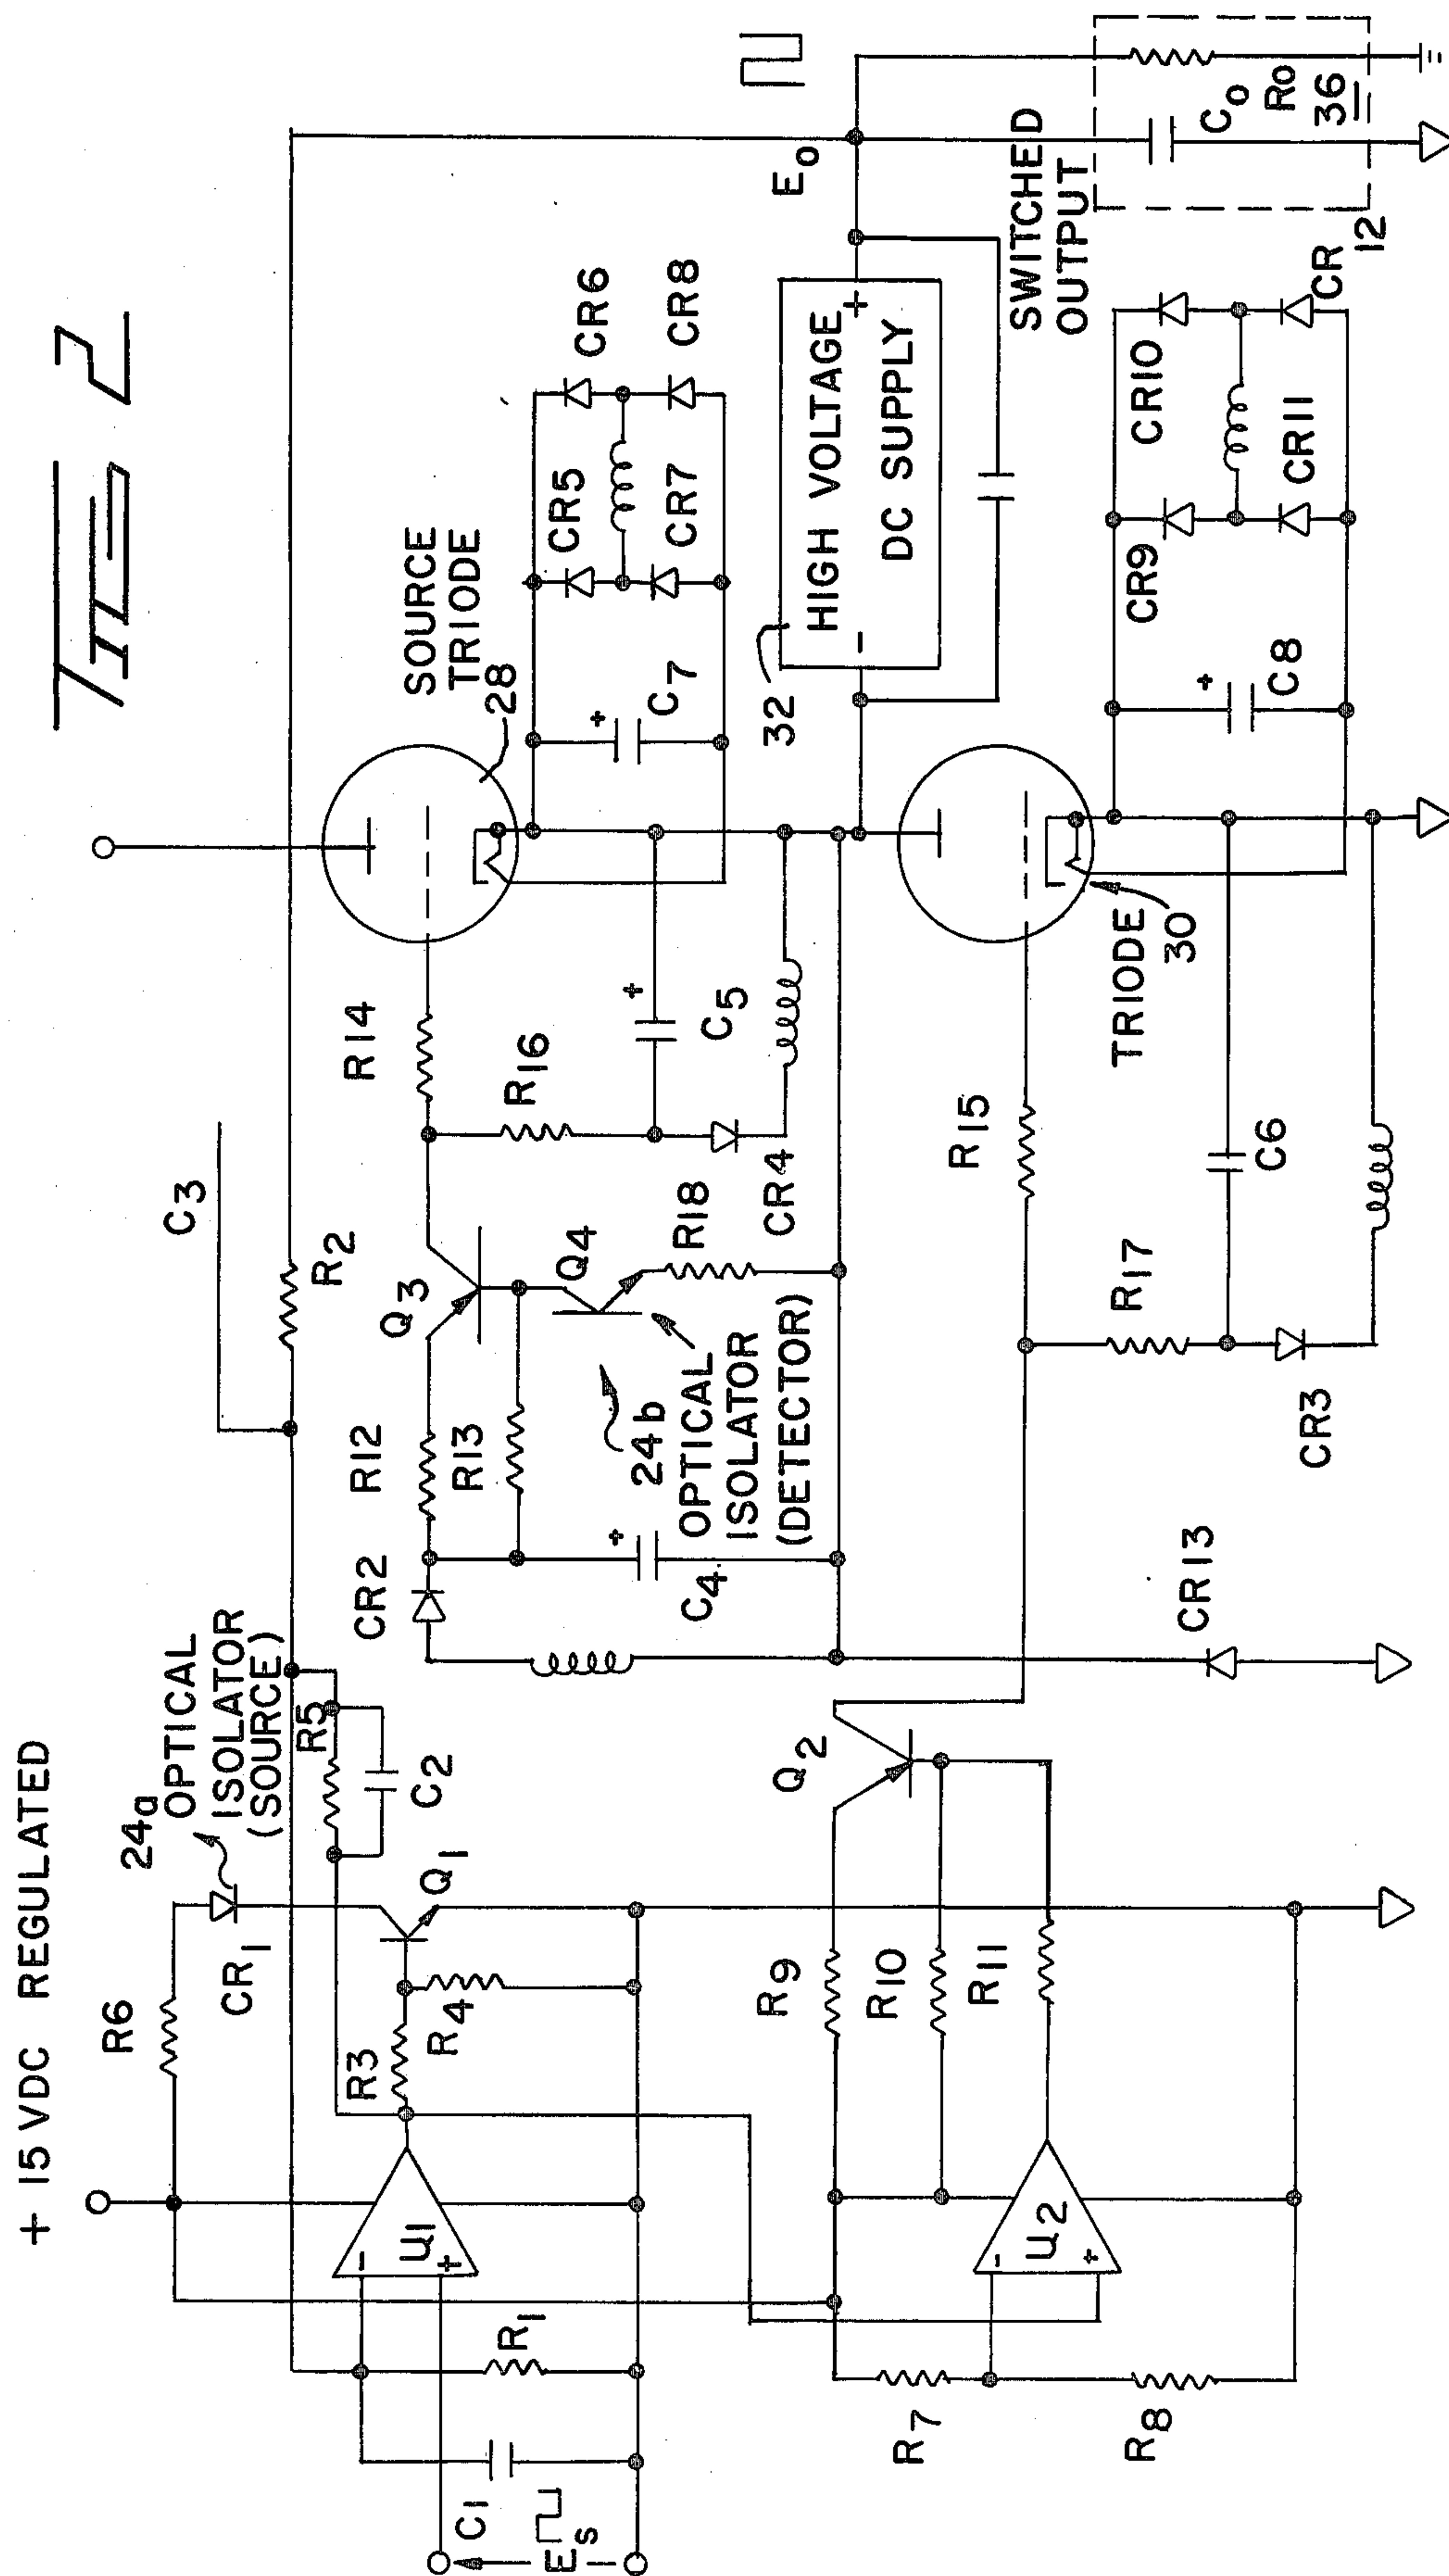 FIG 2
+ 15 VDC REGULATED
R6
24a
OPTICAL
ISOLATOR
(SOURCE)
CR1
Q1
R5
C2
R3
R4
U1
-
+
R1
C1
Es
C3
R2
CR2
R12
R13
Q3
Q4
R18
C4
+
24b
OPTICAL
ISOLATOR
(DETECTOR)
R14
R16
+
C5
CR4
SOURCE
TRIODE
28
C7
+
CR5
CR6
CR7
CR8
32
-
HIGH VOLTAGE
DC SUPPLY
+
Eo
SWITCHED
OUTPUT
Co
Ro
36
12
R7
R8
U2
-
+
R9
R10
R11
Q2
CR13
R15
R17
C6
CR3
TRIODE
30
C8
+
CR9
CR10
CR11
CR